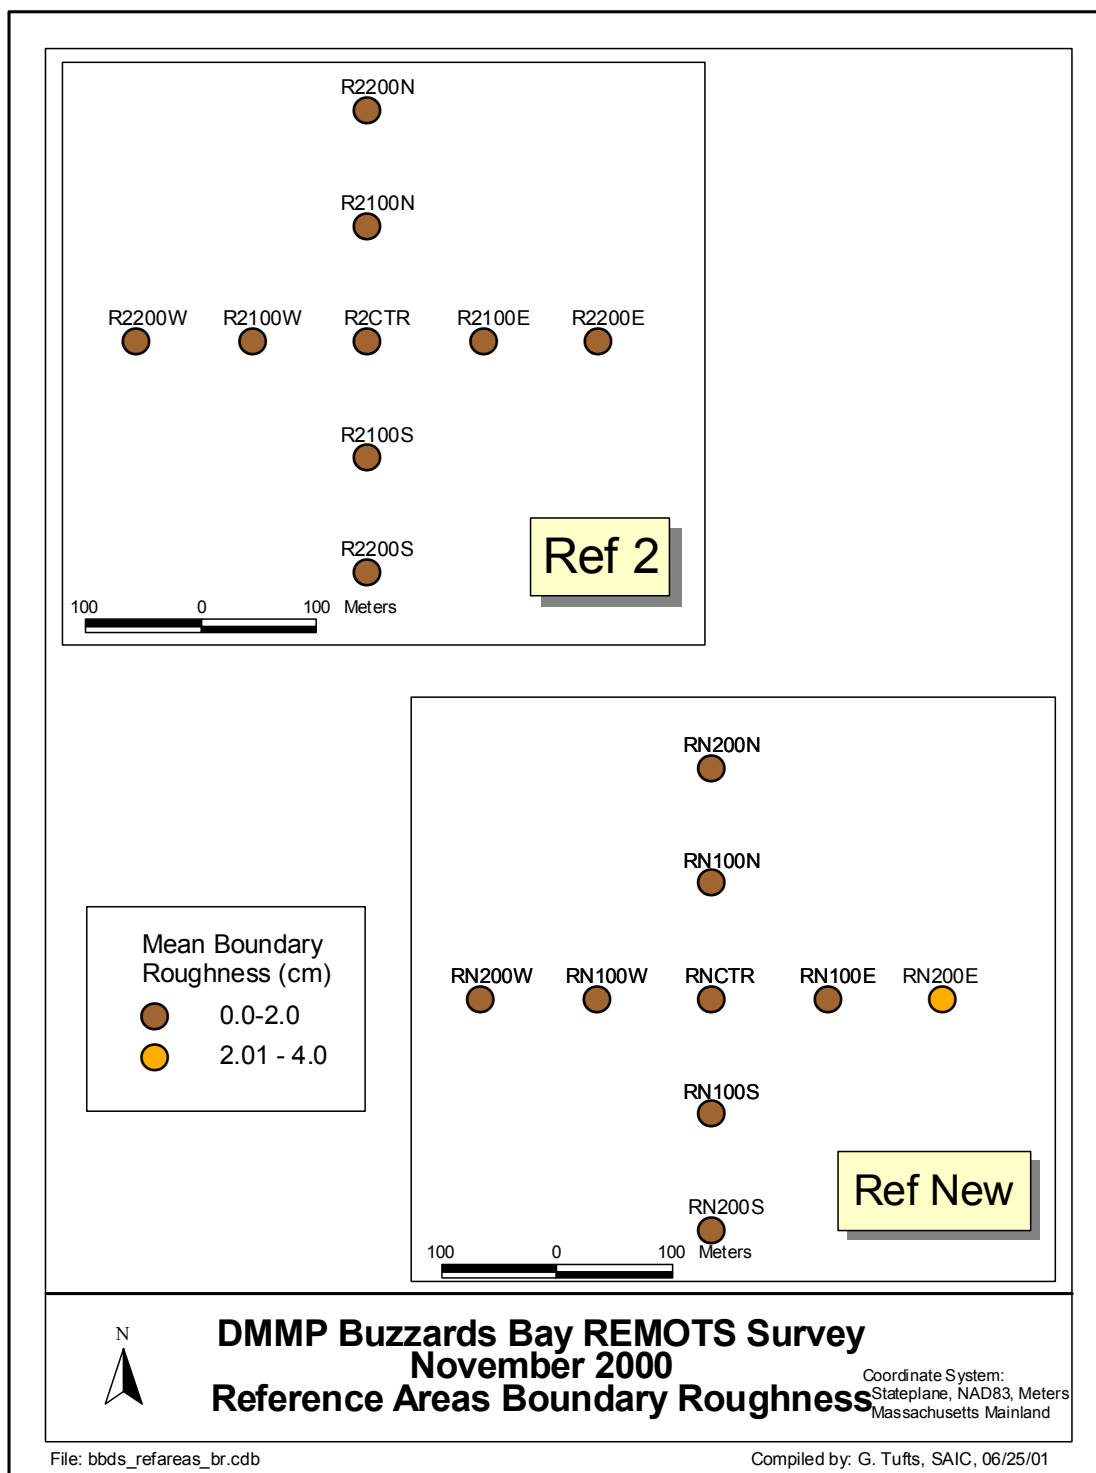 R2200N
R2100N
R2200W R2100W R2CTR R2100E R2200E
R2100S
R2200S
Ref 2
100 0 100 Meters
RN200N
RN100N
RN200W RN100W RNCTR RN100E RN200E
RN100S
RN200S
Ref New
100 0 100 Meters
Mean Boundary
Roughness (cm)
0.0-2.0
2.01 - 4.0
N
DMMP Buzzards Bay REMOTS Survey
November 2000
Reference Areas Boundary Roughness
Coordinate System:
Stateplane, NAD83, Meters
Massachusetts Mainland
File: bbds_refareas_br.cdb
Compiled by: G. Tufts, SAIC, 06/25/01